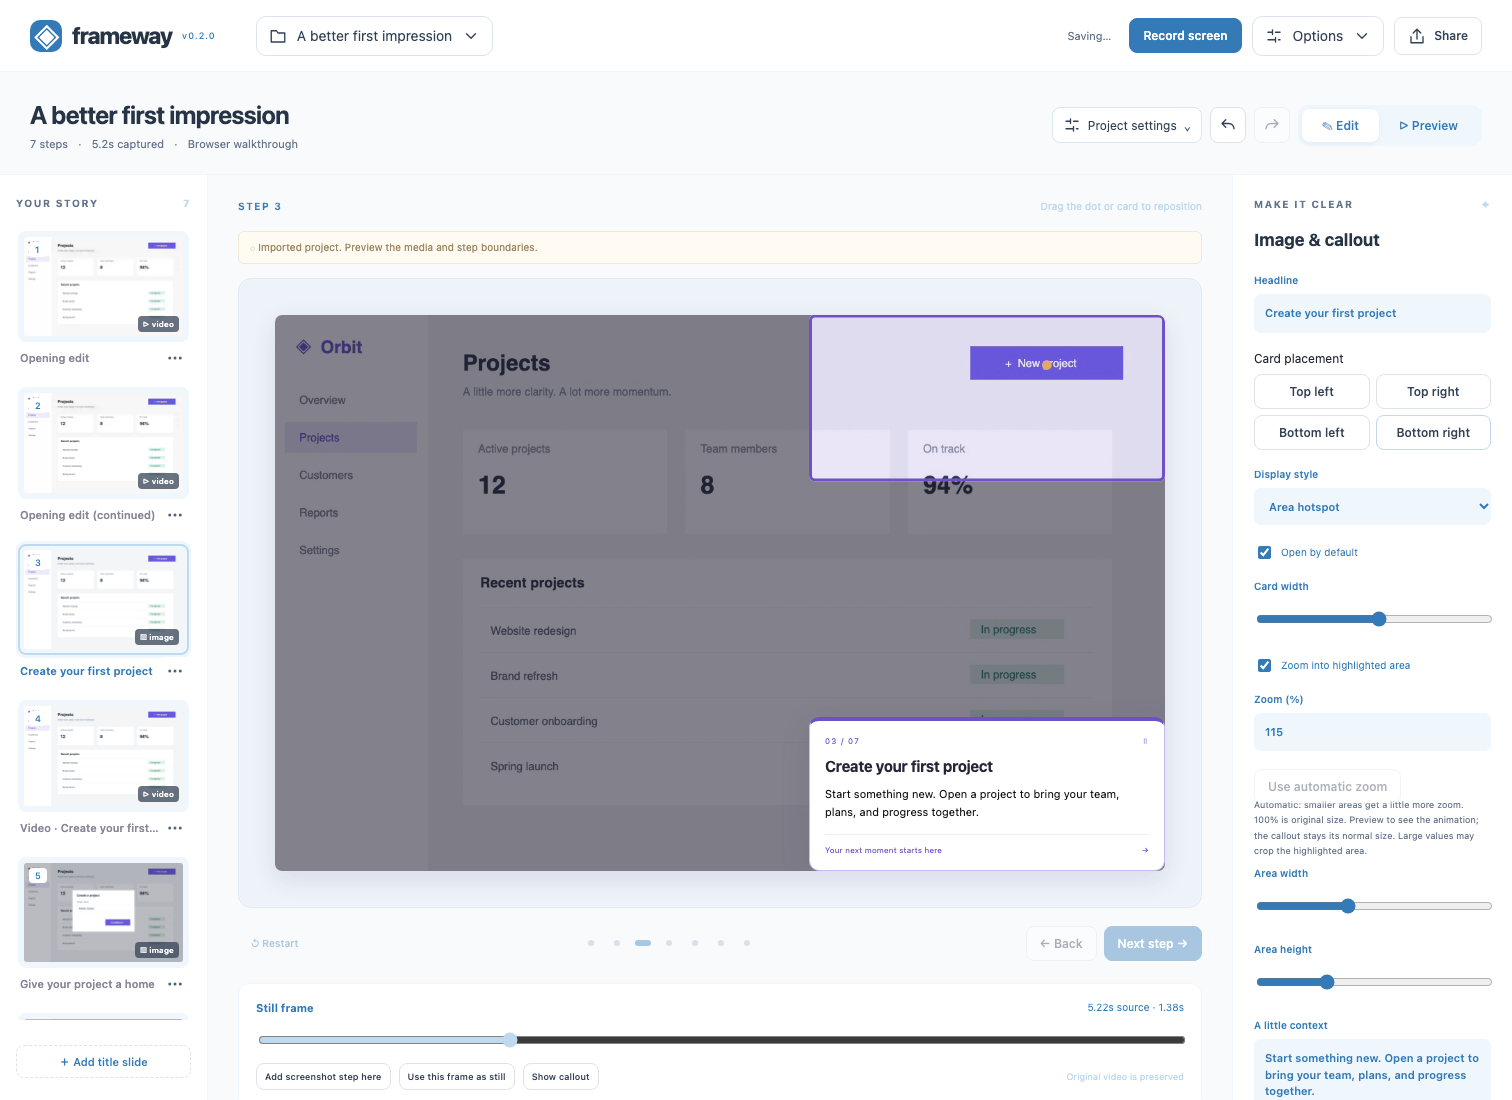 frameway v0.2.0
A better first impression
Saving...
Record screen
Options
Share
A better first impression
7 steps · 5.2s captured · Browser walkthrough
Project settings
Edit
Preview
YOUR STORY 7
1
video
Opening edit
2
video
Opening edit (continued)
3
image
Create your first project
4
video
Video · Create your first...
5
image
Give your project a home
+ Add title slide
STEP 3
Drag the dot or card to reposition
Imported project. Preview the media and step boundaries.
Orbit
Overview
Projects
Customers
Reports
Settings
Projects
A little more clarity. A lot more momentum.
+ New project
Active projects
12
Team members
8
On track
94%
Recent projects
Website redesign
In progress
Brand refresh
In progress
Customer onboarding
Spring launch
03 / 07
Create your first project
Start something new. Open a project to bring your team,
plans, and progress together.
Your next moment starts here →
Restart
← Back
Next step →
Still frame
5.22s source · 1.38s
Add screenshot step here
Use this frame as still
Show callout
Original video is preserved
MAKE IT CLEAR
Image & callout
Headline
Create your first project
Card placement
Top left
Top right
Bottom left
Bottom right
Display style
Area hotspot
Open by default
Card width
Zoom into highlighted area
Zoom (%)
115
Use automatic zoom
Automatic: smaller areas get a little more zoom.
100% is original size. Preview to see the animation;
the callout stays its normal size. Large values may
crop the highlighted area.
Area width
Area height
A little context
Start something new. Open a project to
bring your team, plans, and progress
together.